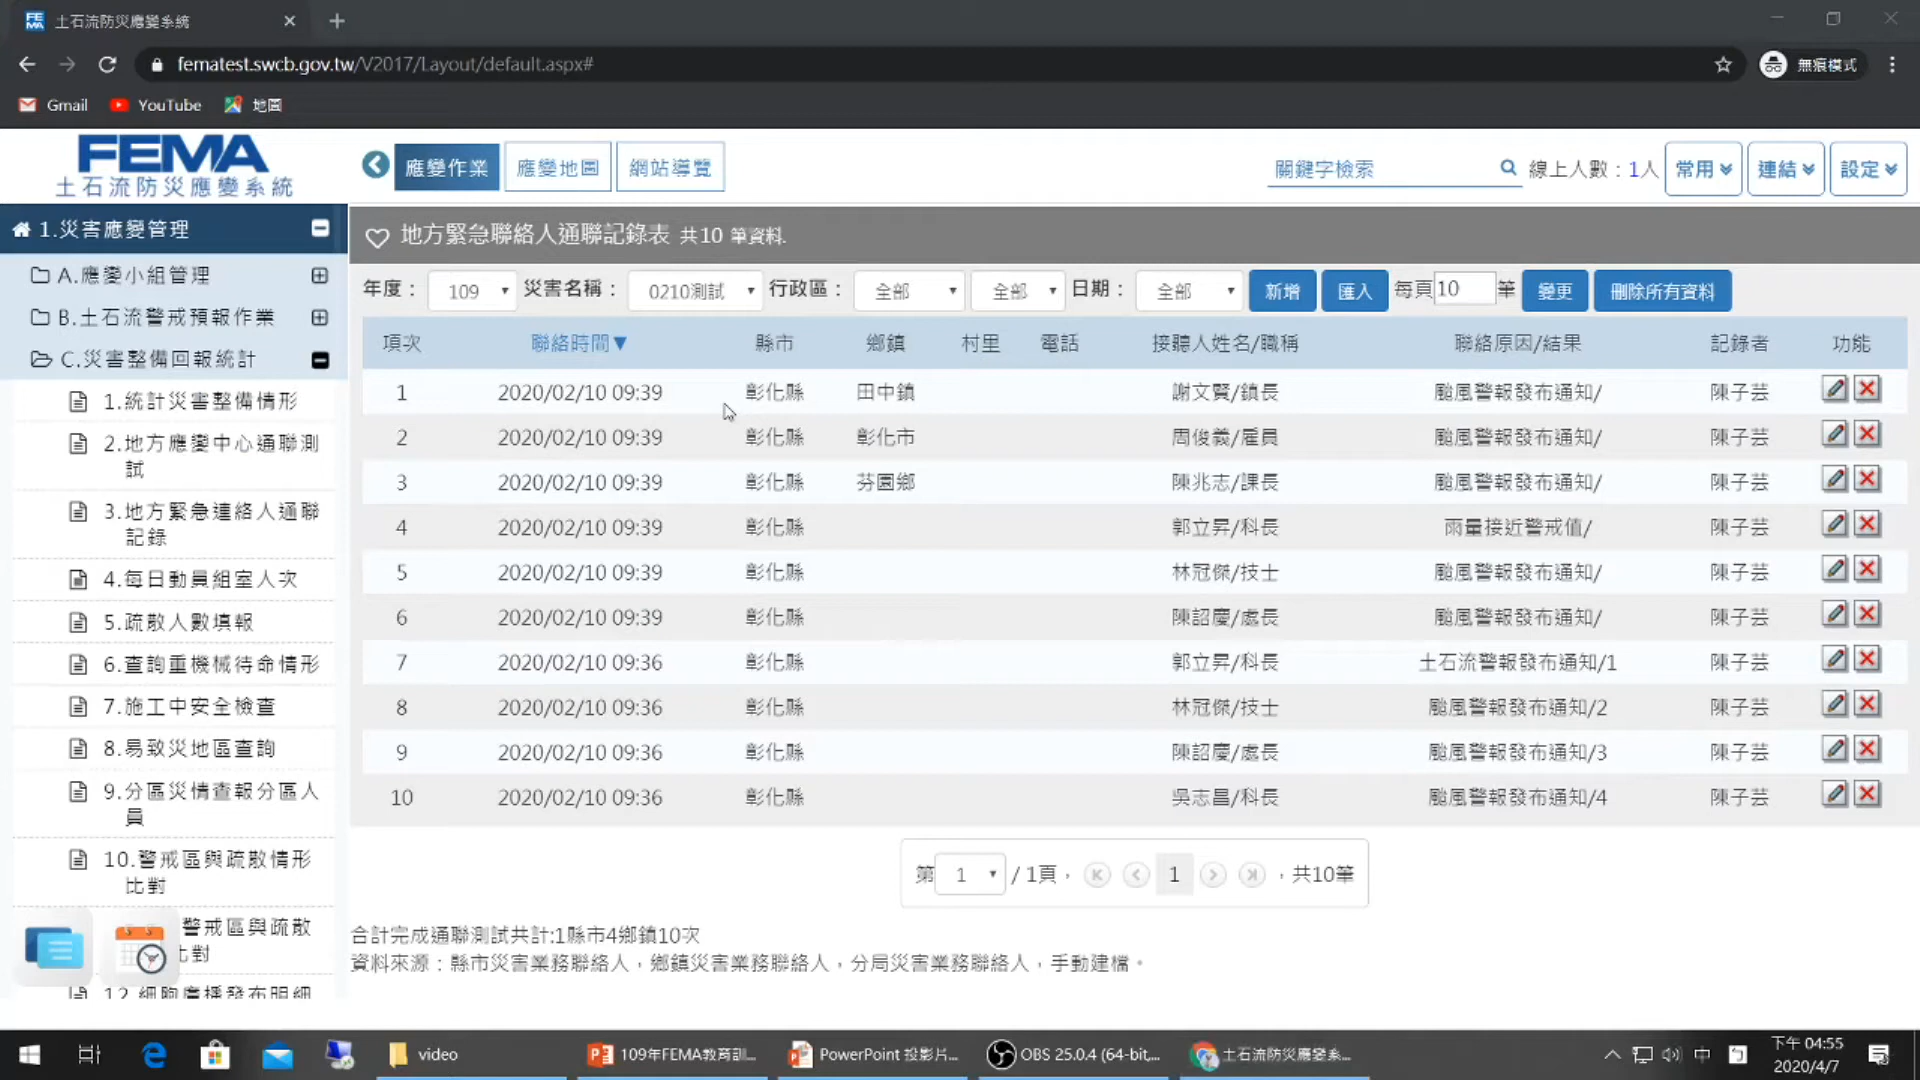 土石流防災應變系統
fematest.swcb.gov.tw/V2017/Layout/default.aspx#
無痕模式
Gmail YouTube 地圖
FEMA
土石流防災應變系統
應變作業 應變地圖 網站導覽
關鍵字檢索 線上人數：1人 常用 連結 設定
1.災害應變管理
A.應變小組管理
B.土石流警戒預報作業
C.災害整備回報統計
1.統計災害整備情形
2.地方應變中心通聯測
試
3.地方緊急連絡人通聯
記錄
4.每日動員組室人次
5.疏散人數填報
6.查詢重機械待命情形
7.施工中安全檢查
8.易致災地區查詢
9.分區災情查報分區人
員
10.警戒區與疏散情形
比對
警戒區與疏散
比對
12.細胞廣播發布明細
地方緊急聯絡人通聯記錄表 共10 筆資料.
年度： 109 災害名稱： 0210測試 行政區： 全部 全部 日期： 全部 新增 匯入 每頁 10 筆 變更 刪除所有資料
項次 聯絡時間▼ 縣市 鄉鎮 村里 電話 接聽人姓名/職稱 聯絡原因/結果 記錄者 功能
1 2020/02/10 09:39 彰化縣 田中鎮 謝文賢/鎮長 颱風警報發布通知/ 陳子芸
2 2020/02/10 09:39 彰化縣 彰化市 周俊義/雇員 颱風警報發布通知/ 陳子芸
3 2020/02/10 09:39 彰化縣 芬園鄉 陳兆志/課長 颱風警報發布通知/ 陳子芸
4 2020/02/10 09:39 彰化縣 郭立昇/科長 雨量接近警戒值/ 陳子芸
5 2020/02/10 09:39 彰化縣 林冠傑/技士 颱風警報發布通知/ 陳子芸
6 2020/02/10 09:39 彰化縣 陳詔慶/處長 颱風警報發布通知/ 陳子芸
7 2020/02/10 09:36 彰化縣 郭立昇/科長 土石流警報發布通知/1 陳子芸
8 2020/02/10 09:36 彰化縣 林冠傑/技士 颱風警報發布通知/2 陳子芸
9 2020/02/10 09:36 彰化縣 陳詔慶/處長 颱風警報發布通知/3 陳子芸
10 2020/02/10 09:36 彰化縣 吳志昌/科長 颱風警報發布通知/4 陳子芸
第 1 / 1頁， 1 ，共10筆
合計完成通聯測試共計:1縣市4鄉鎮10次
資料來源：縣市災害業務聯絡人，鄉鎮災害業務聯絡人，分局災害業務聯絡人，手動建檔。
video 109年FEMA教育訓... PowerPoint 投影片... OBS 25.0.4 (64-bit,... 土石流防災應變系... 中 下午 04:55
2020/4/7